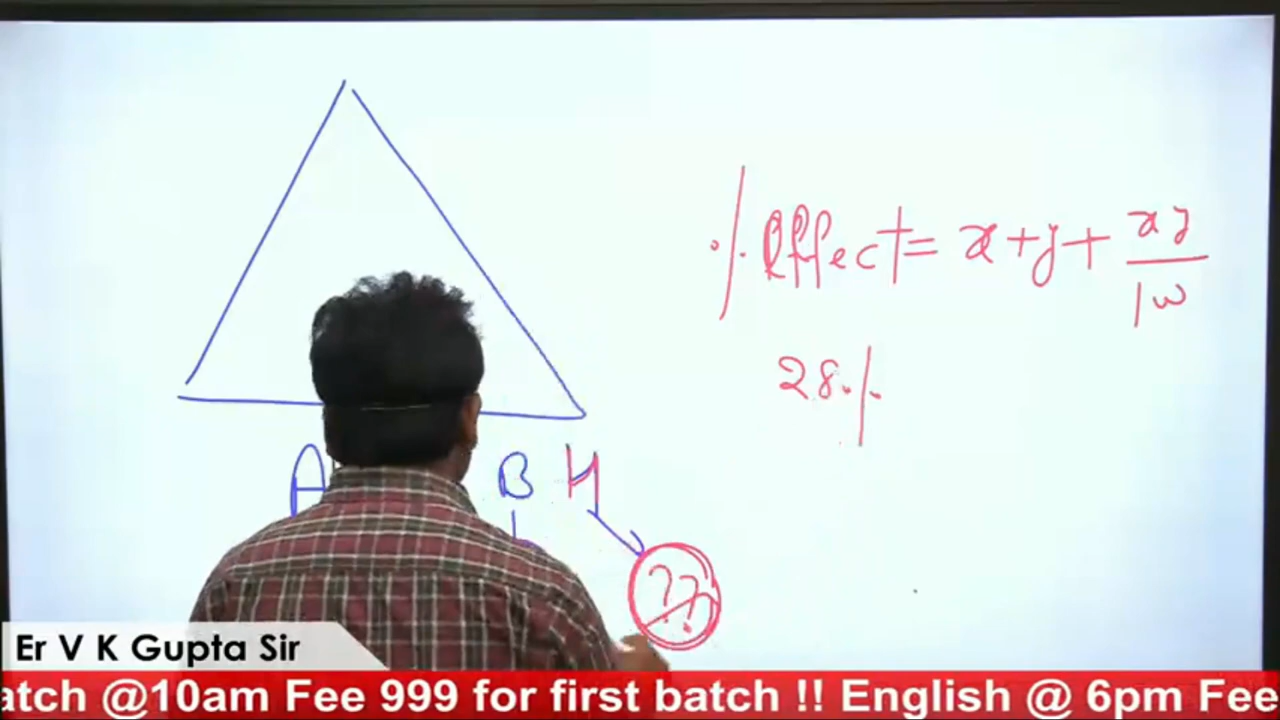 % Effect = x + y + xy/100
28%
A B H
??
Er V K Gupta Sir
atch @10am Fee 999 for first batch !! English @ 6pm Fee